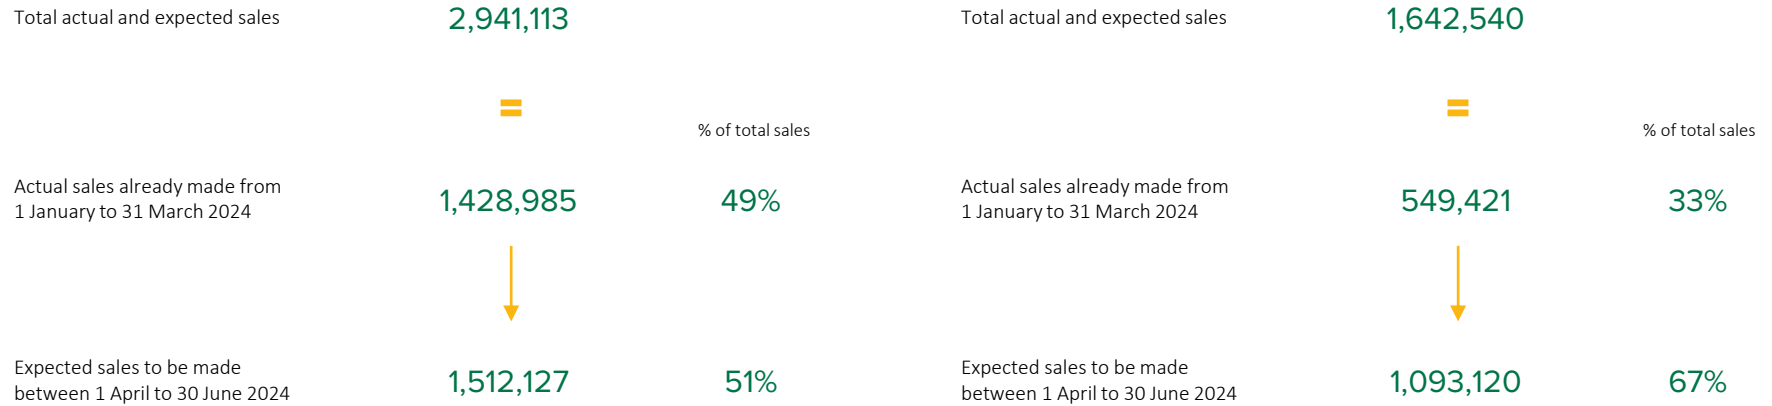 Total actual and expected sales
2,941,113
=
% of total sales
Actual sales already made from
1 January to 31 March 2024
1,428,985
49%
Expected sales to be made
between 1 April to 30 June 2024
1,512,127
51%
Total actual and expected sales
1,642,540
=
% of total sales
Actual sales already made from
1 January to 31 March 2024
549,421
33%
Expected sales to be made
between 1 April to 30 June 2024
1,093,120
67%